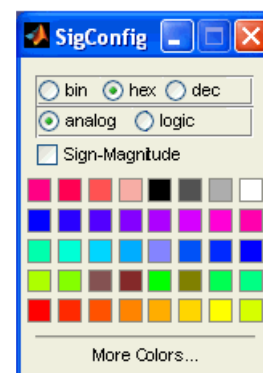 SigConfig
bin hex dec
analog logic
Sign-Magnitude
More Colors...